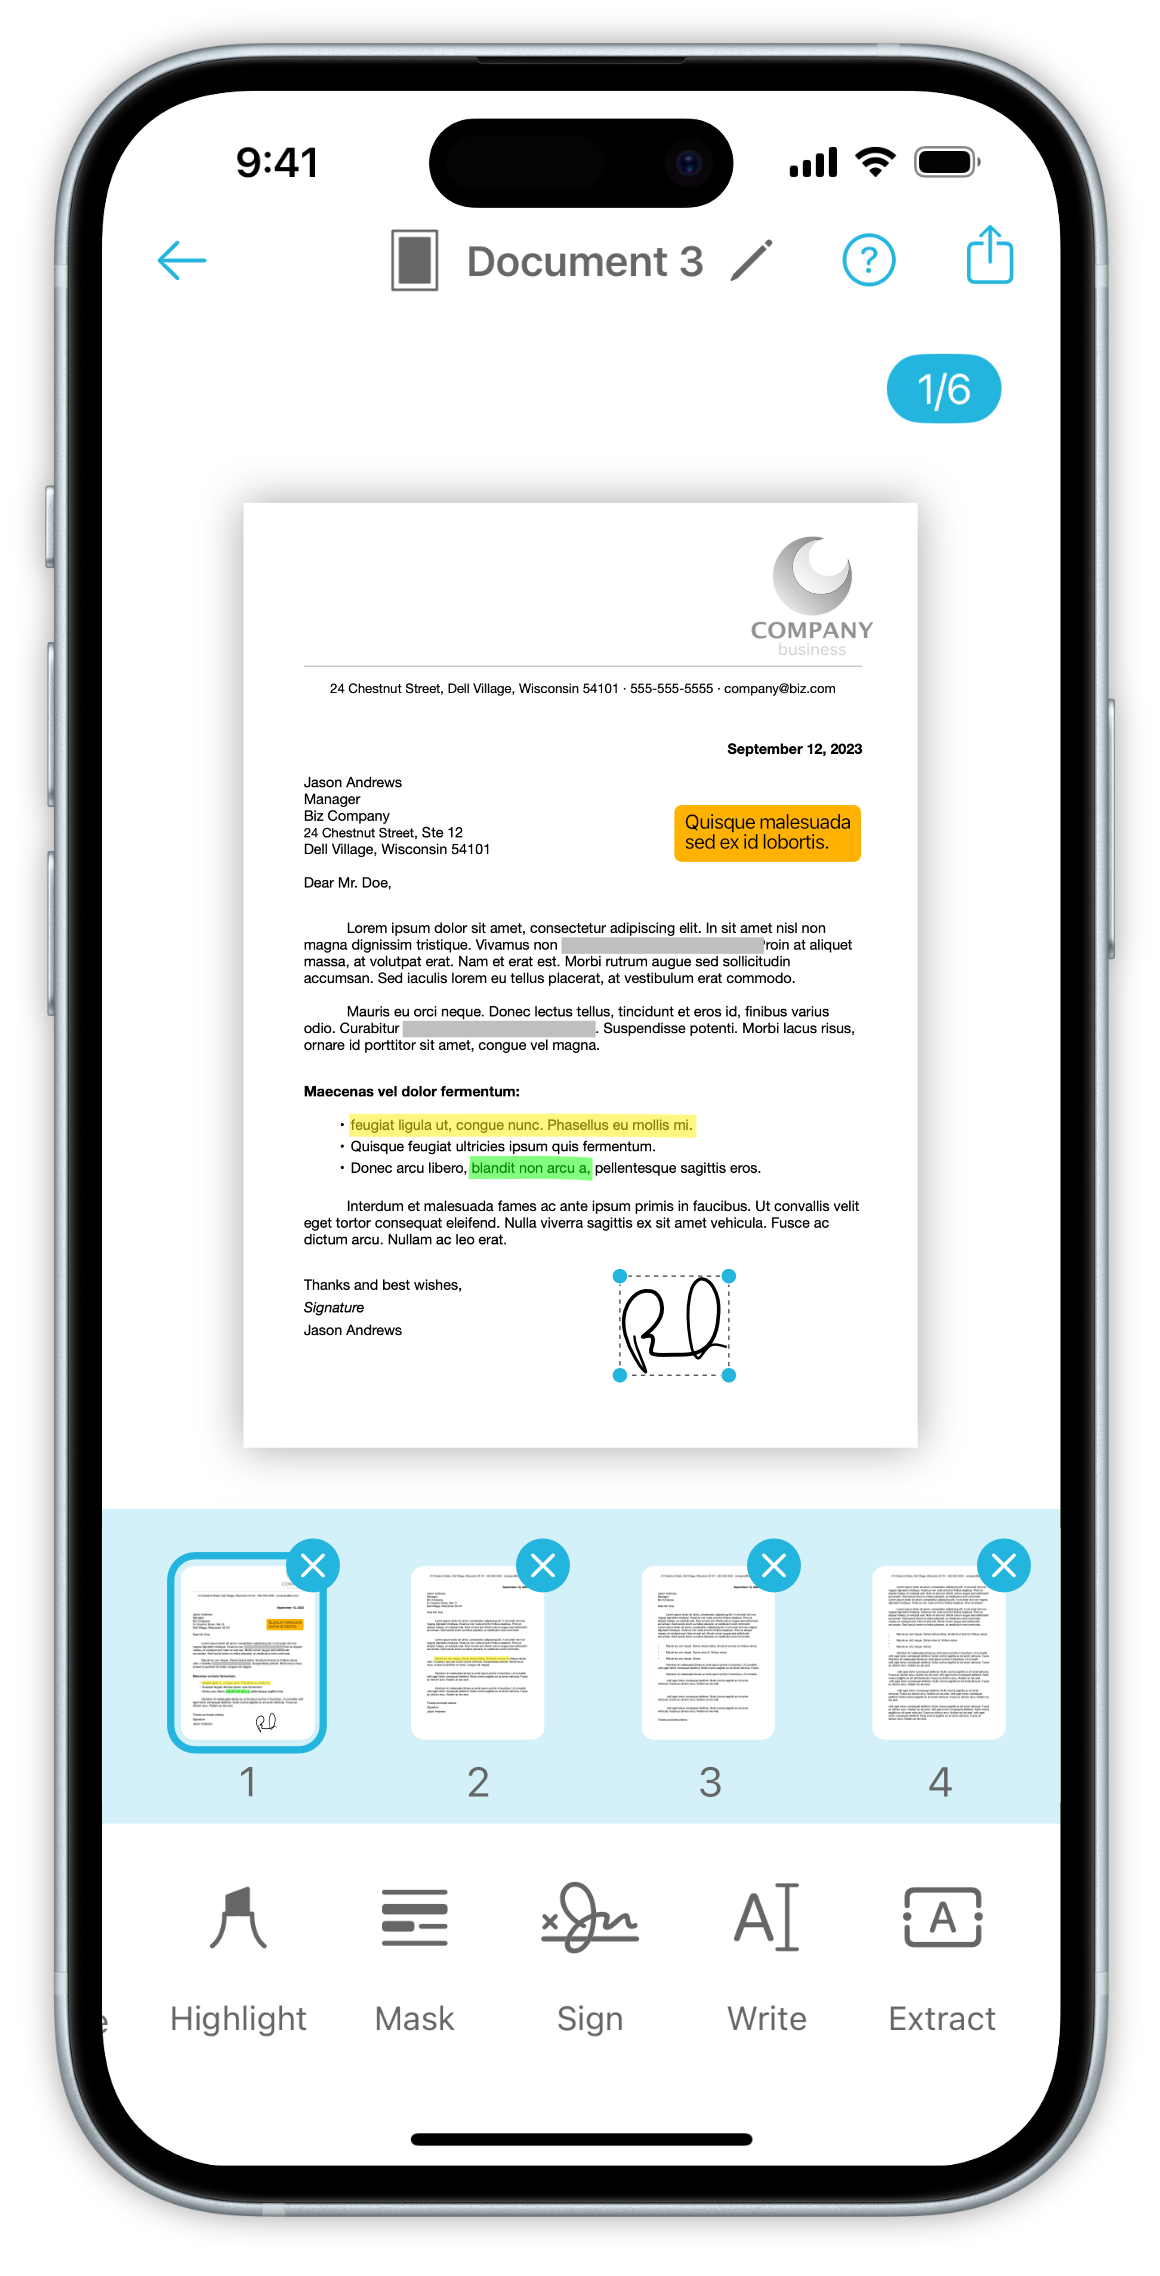 9:41
Document 3
?
1/6
COMPANY
business
24 Chestnut Street, Dell Village, Wisconsin 54101 · 555-555-5555 · company@biz.com
September 12, 2023
Jason Andrews
Manager
Biz Company
24 Chestnut Street, Ste 12
Dell Village, Wisconsin 54101
Quisque malesuada
sed ex id lobortis.
Dear Mr. Doe,
Lorem ipsum dolor sit amet, consectetur adipiscing elit. In sit amet nisl non
magna dignissim tristique. Vivamus non roin at aliquet
massa, at volutpat erat. Nam et erat est. Morbi rutrum augue sed sollicitudin
accumsan. Sed iaculis lorem eu tellus placerat, at vestibulum erat commodo.
Mauris eu orci neque. Donec lectus tellus, tincidunt et eros id, finibus varius
odio. Curabitur . Suspendisse potenti. Morbi lacus risus,
ornare id porttitor sit amet, congue vel magna.
Maecenas vel dolor fermentum:
• feugiat ligula ut, congue nunc. Phasellus eu mollis mi.
• Quisque feugiat ultricies ipsum quis fermentum.
• Donec arcu libero, blandit non arcu a, pellentesque sagittis eros.
Interdum et malesuada fames ac ante ipsum primis in faucibus. Ut convallis velit
eget tortor consequat eleifend. Nulla viverra sagittis ex sit amet vehicula. Fusce ac
dictum arcu. Nullam ac leo erat.
Thanks and best wishes,
Signature
Jason Andrews
1
2
3
4
Highlight
Mask
Sign
Write
Extract